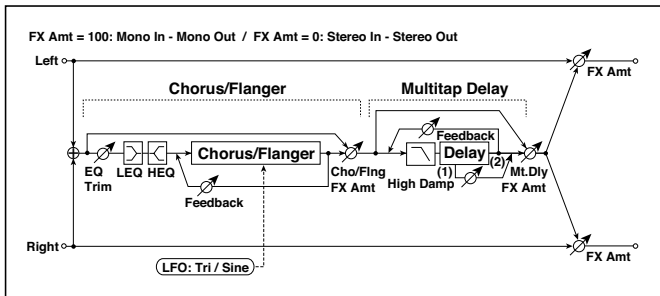 FX Amt = 100: Mono In - Mono Out / FX Amt = 0: Stereo In - Stereo Out
Left
FX Amt
Chorus/Flanger
Multitap Delay
Feedback
EQ
Trim
LEQ
HEQ
Chorus/Flanger
Cho/Flng
FX Amt
Delay
High Damp
(1)
(2)
Mt.Dly
FX Amt
Feedback
Right
FX Amt
LFO: Tri / Sine